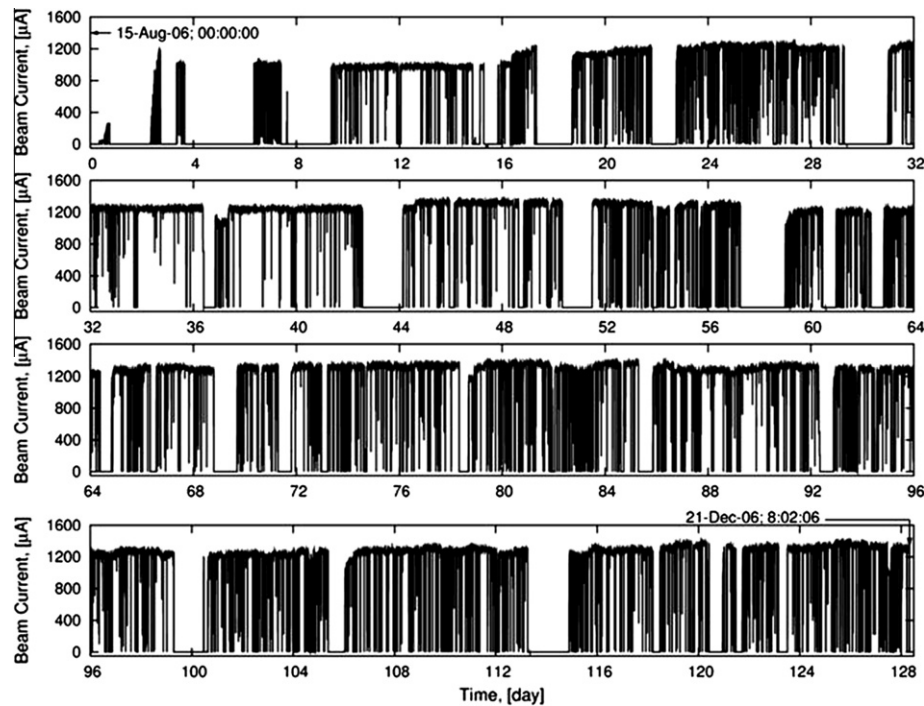 1600
15-Aug-06; 00:00:00
1200
800
400
0
Beam Current, [µA]
0 4 8 12 16 20 24 28 32
1600
1200
800
400
0
Beam Current, [µA]
32 36 40 44 48 52 56 60 64
1600
1200
800
400
0
Beam Current, [µA]
64 68 72 76 80 84 88 92 96
1600
21-Dec-06; 8:02:06
1200
800
400
0
Beam Current, [µA]
96 100 104 108 112 116 120 124 128
Time, [day]